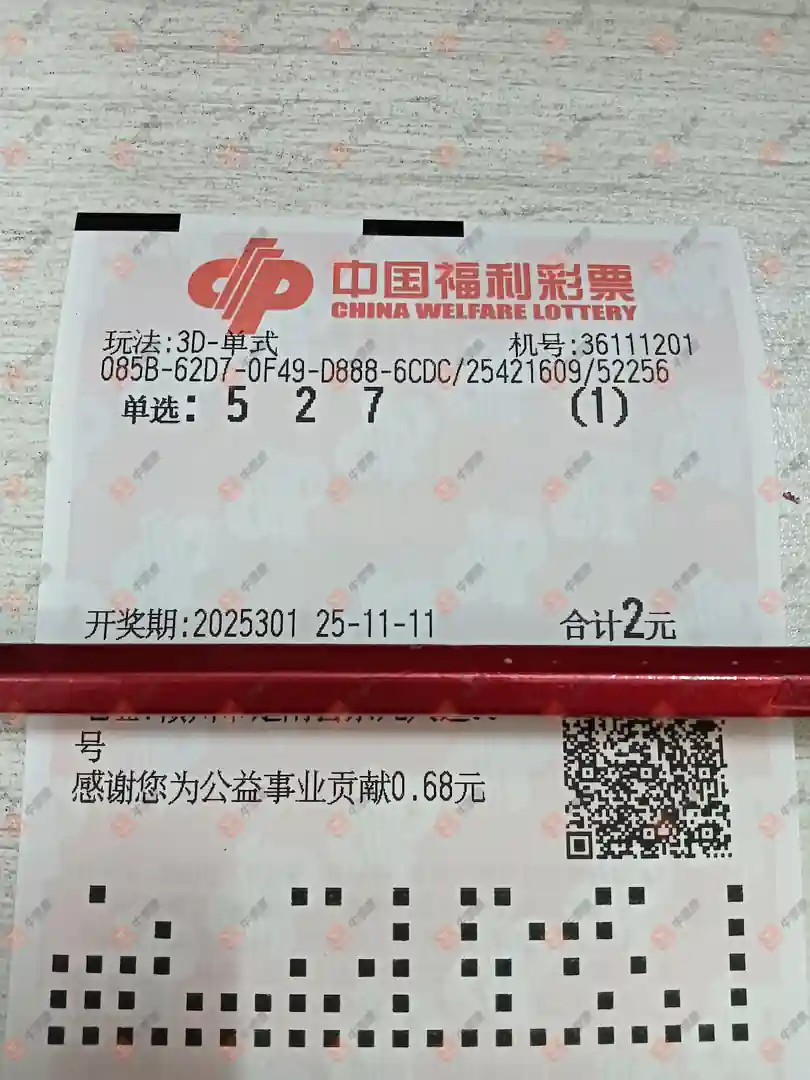 中国福利彩票
CHINA WELFARE LOTTERY
玩法:3D-单式 机号:36111201
085B-62D7-0F49-D888-6CDC/25421609/52256
单选: 5 2 7 (1)
开奖期:2025301 25-11-11 合计2元
号
感谢您为公益事业贡献0.68元